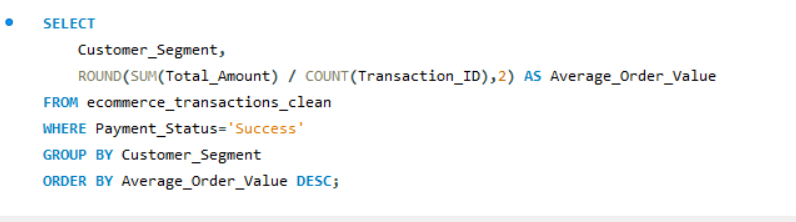 SELECT
    Customer_Segment,
    ROUND(SUM(Total_Amount) / COUNT(Transaction_ID),2) AS Average_Order_Value
FROM ecommerce_transactions_clean
WHERE Payment_Status='Success'
GROUP BY Customer_Segment
ORDER BY Average_Order_Value DESC;